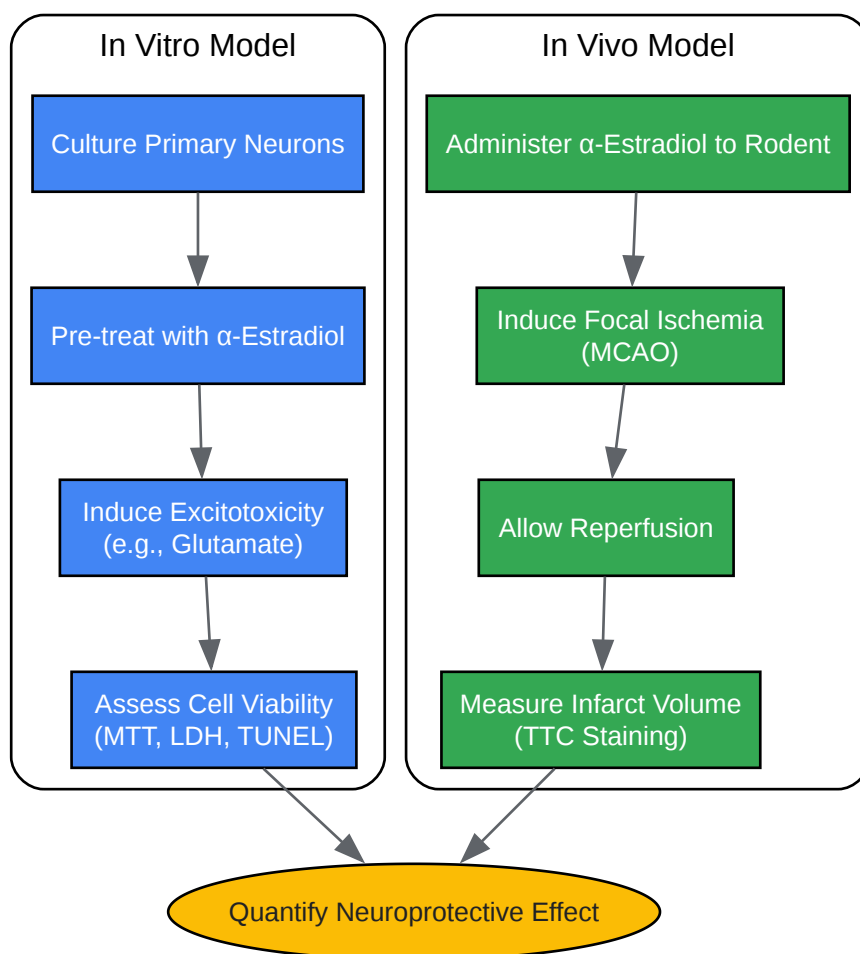 In Vitro Model
Culture Primary Neurons
Pre-treat with α-Estradiol
Induce Excitotoxicity
(e.g., Glutamate)
Assess Cell Viability
(MTT, LDH, TUNEL)
In Vivo Model
Administer α-Estradiol to Rodent
Induce Focal Ischemia
(MCAO)
Allow Reperfusion
Measure Infarct Volume
(TTC Staining)
Quantify Neuroprotective Effect